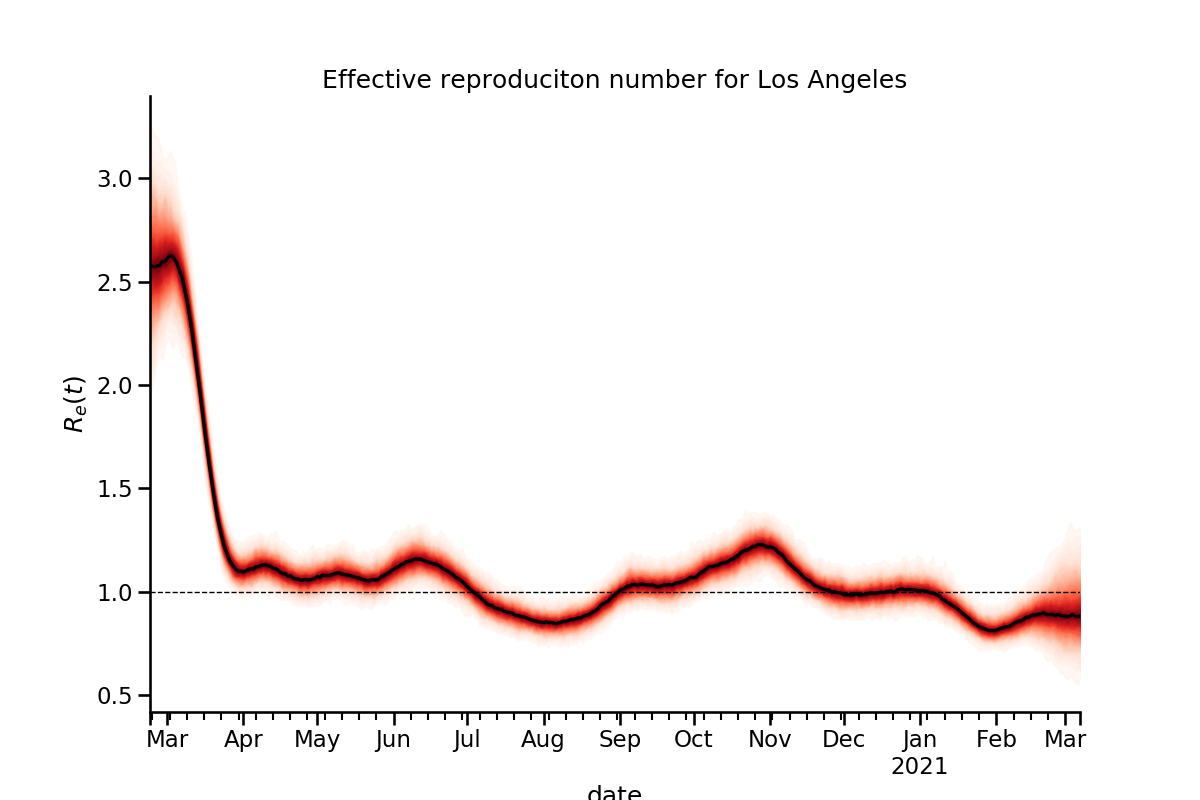 Effective reproduciton number for Los Angeles
3.0
2.5
2.0
1.5
1.0
0.5
R_e(t)
Mar Apr May Jun Jul Aug Sep Oct Nov Dec Jan Feb Mar
2021
date